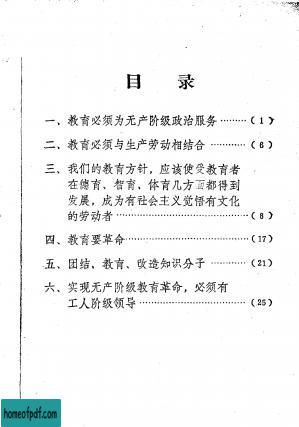 目 录
一、教育必须为无产阶级政治服务………(1)
二、教育必须与生产劳动相结合…………(6)
三、我们的教育方针，应该使受教育者
在德育、智育、体育几方面都得到
发展，成为有社会主义觉悟有文化
的劳动者…………………………………(8)
四、教育要革命………………………………(17)
五、团结、教育、改造知识分子……………(21)
六、实现无产阶级教育革命，必须有
工人阶级领导……………………………(25)
homeofpdf.com